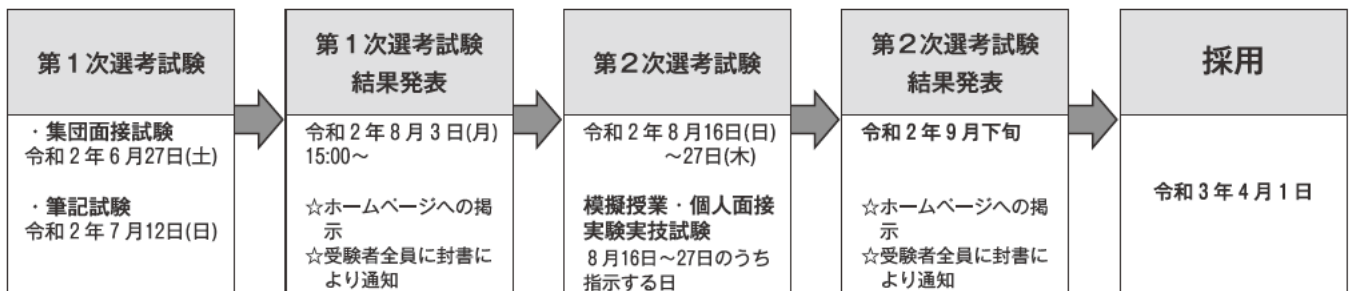 第1次選考試験
・集団面接試験
令和2年6月27日(土)
・筆記試験
令和2年7月12日(日)
第1次選考試験
結果発表
令和2年8月3日(月)
15:00～
☆ホームページへの掲
示
☆受験者全員に封書に
より通知
第2次選考試験
令和2年8月16日(日)
～27日(木)
模擬授業・個人面接
実験実技試験
8月16日～27日のうち
指示する日
第2次選考試験
結果発表
令和2年9月下旬
☆ホームページへの掲
示
☆受験者全員に封書に
より通知
採用
令和3年4月1日